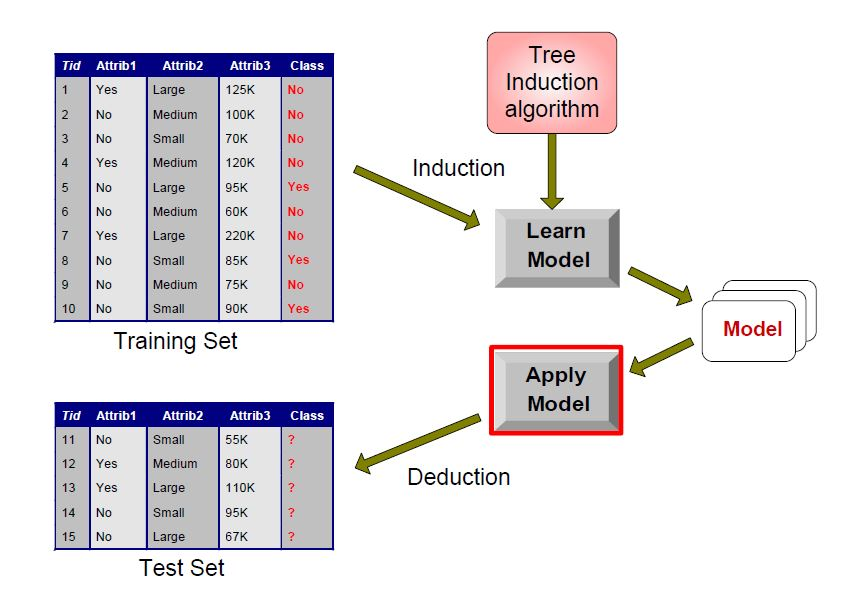 Tid Attrib1 Attrib2 Attrib3 Class
1 Yes Large 125K No
2 No Medium 100K No
3 No Small 70K No
4 Yes Medium 120K No
5 No Large 95K Yes
6 No Medium 60K No
7 Yes Large 220K No
8 No Small 85K Yes
9 No Medium 75K No
10 No Small 90K Yes
Training Set
Tree
Induction
algorithm
Induction
Learn
Model
Model
Apply
Model
Deduction
Tid Attrib1 Attrib2 Attrib3 Class
11 No Small 55K ?
12 Yes Medium 80K ?
13 Yes Large 110K ?
14 No Small 95K ?
15 No Large 67K ?
Test Set